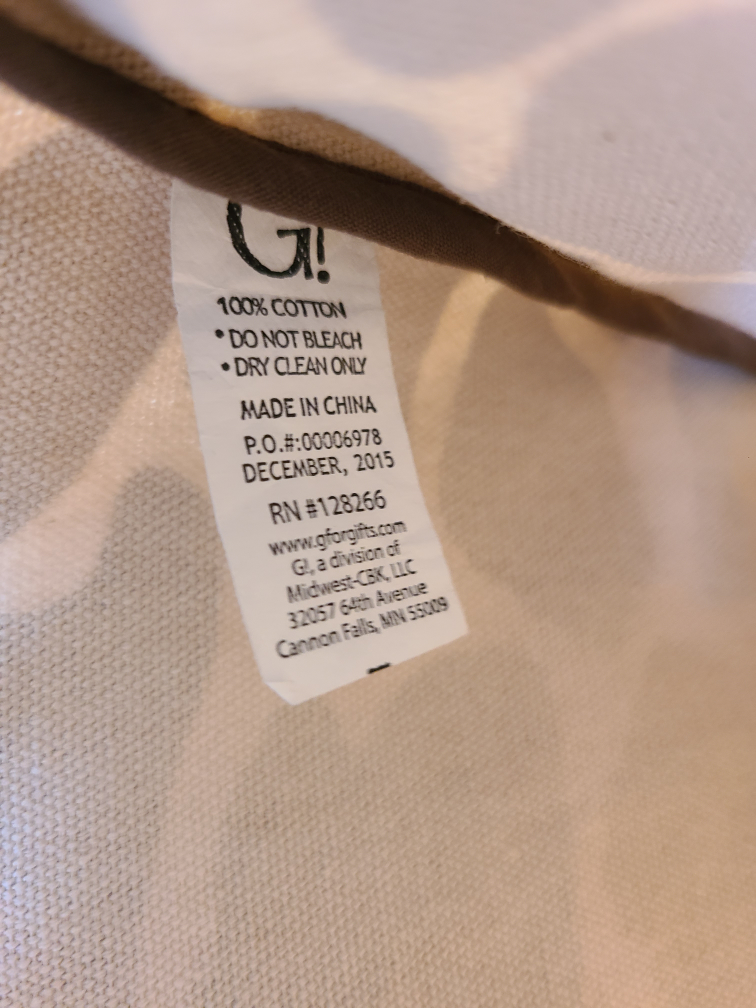 G!
100% COTTON
• DO NOT BLEACH
• DRY CLEAN ONLY
MADE IN CHINA
P.O.#:00006978
DECEMBER, 2015
RN #128266
www.gforgifts.com
G!, a division of
Midwest-CBK, LLC
32057 64th Avenue
Cannon Falls, MN 55009